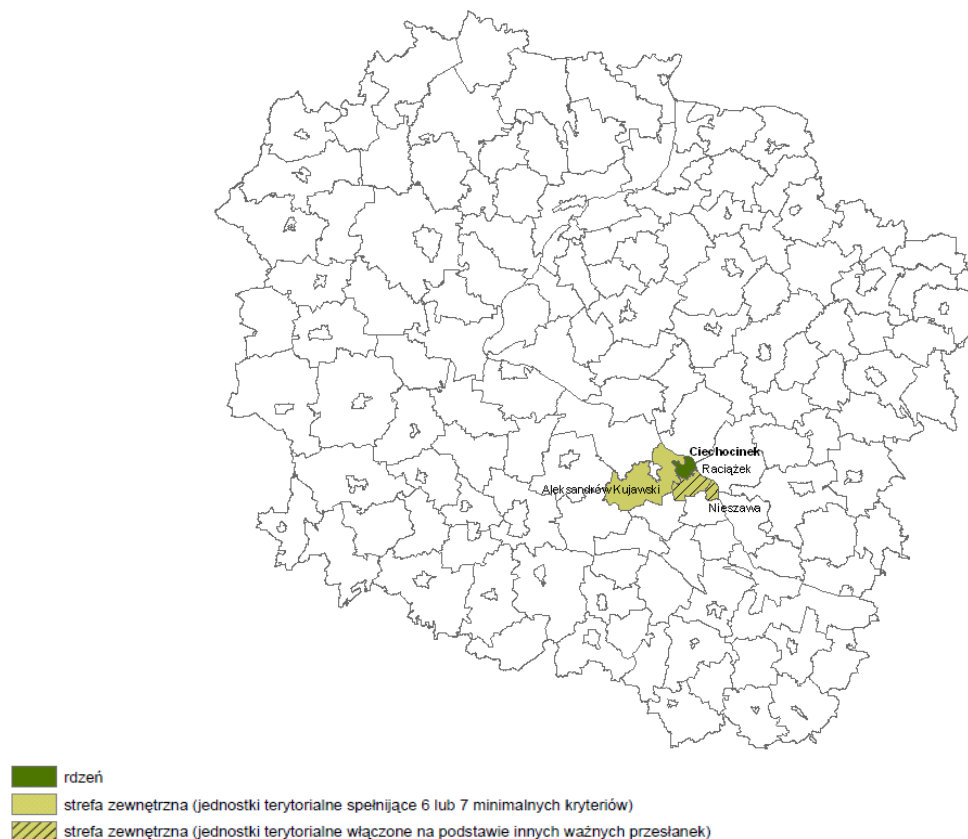 Ciechocinek
Raciążek
Aleksandrów Kujawski
Nieszawa
rdzeń
strefa zewnętrzna (jednostki terytorialne spełnijące 6 lub 7 minimalnych kryteriów)
strefa zewnętrzna (jednostki terytorialne włączone na podstawie innych ważnych przesłanek)